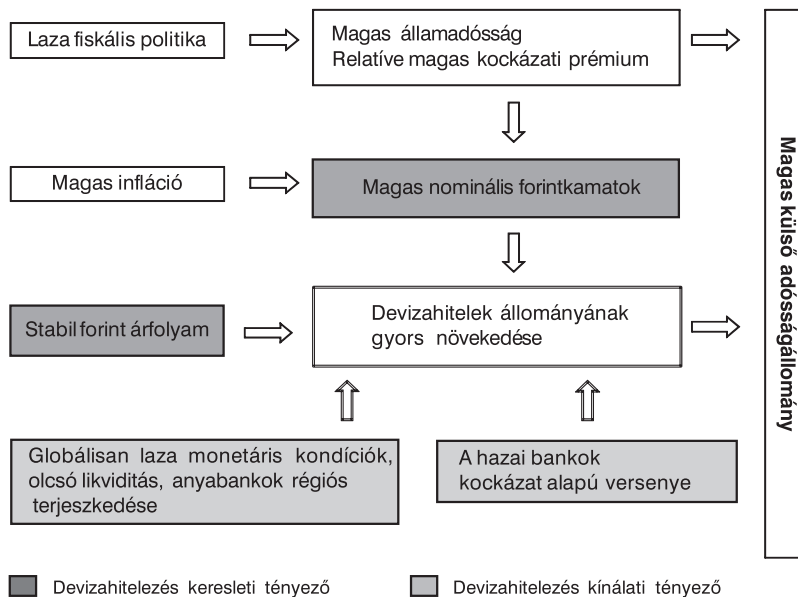 Laza fiskális politika
Magas államadósság
Relatíve magas kockázati prémium
Magas infláció
Magas nominális forintkamatok
Stabil forint árfolyam
Devizahitelek állományának
gyors növekedése
Globálisan laza monetáris kondíciók,
olcsó likviditás, anyabankok régiós
terjeszkedése
A hazai bankok
kockázat alapú versenye
Magas külső adósságállomány
Devizahitelezés keresleti tényező
Devizahitelezés kínálati tényező